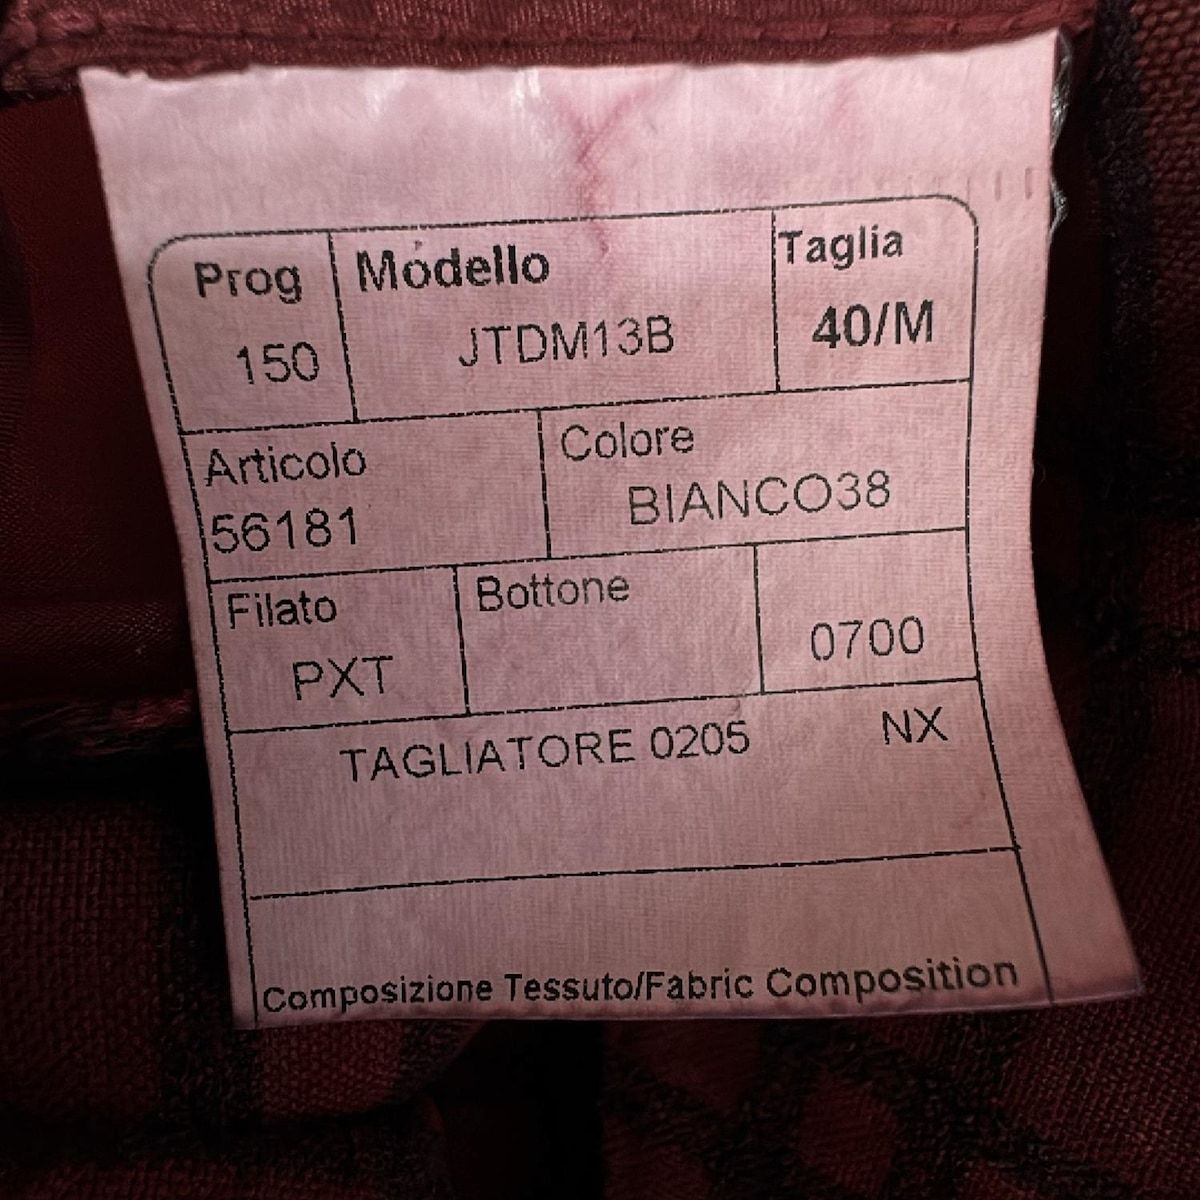 Prog Modello Taglia
150 JTDM13B 40/M
Articolo Colore
56181 BIANCO38
Filato Bottone
PXT 0700
TAGLIATORE 0205 NX
Composizione Tessuto/Fabric Composition